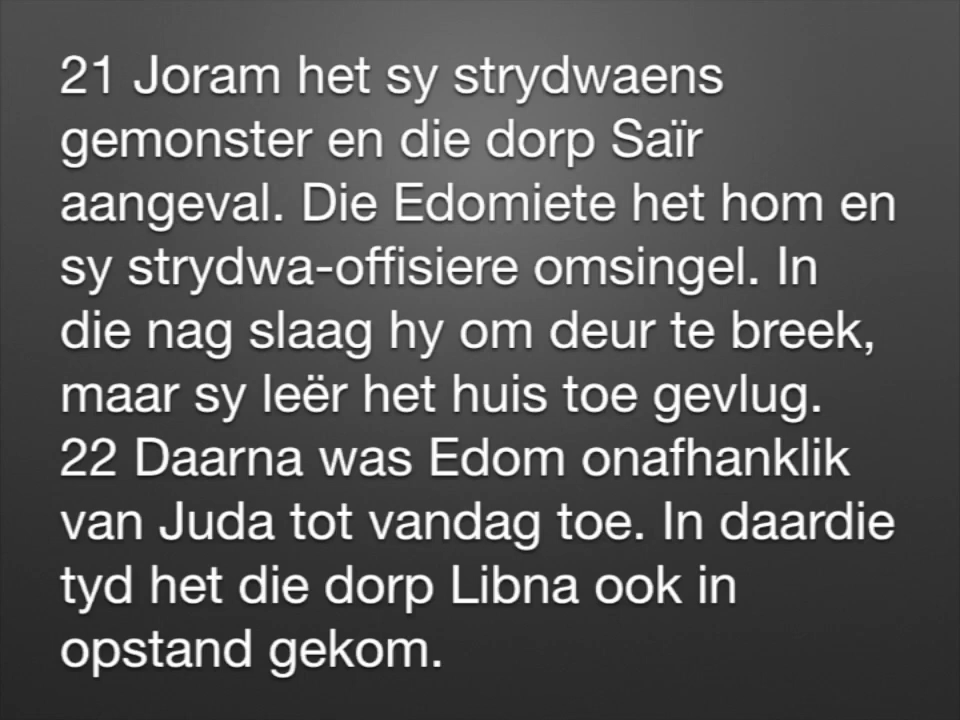 21 Joram het sy strydwaens
gemonster en die dorp Saïr
aangeval. Die Edomiete het hom en
sy strydwa-offisiere omsingel. In
die nag slaag hy om deur te breek,
maar sy leër het huis toe gevlug.
22 Daarna was Edom onafhanklik
van Juda tot vandag toe. In daardie
tyd het die dorp Libna ook in
opstand gekom.